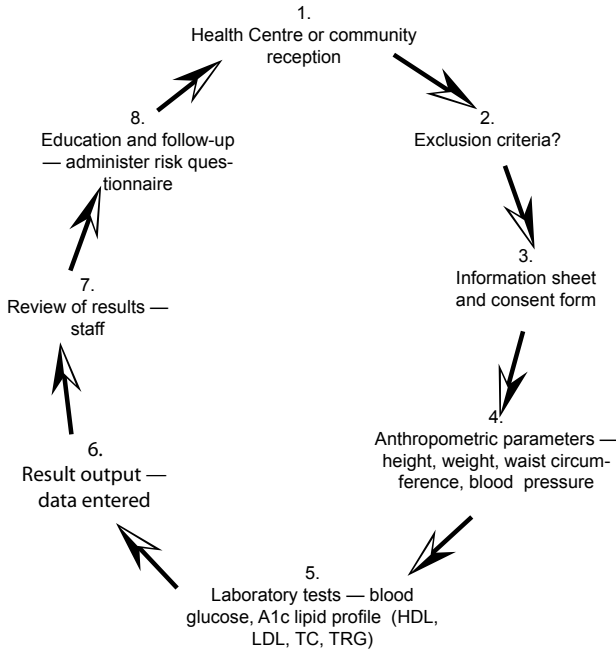 1.
Health Centre or community
reception
2.
Exclusion criteria?
3.
Information sheet
and consent form
4.
Anthropometric parameters —
height, weight, waist circum-
ference, blood pressure
5.
Laboratory tests — blood
glucose, A1c lipid profile (HDL,
LDL, TC, TRG)
6.
Result output —
data entered
7.
Review of results —
staff
8.
Education and follow-up
— administer risk ques-
tionnaire